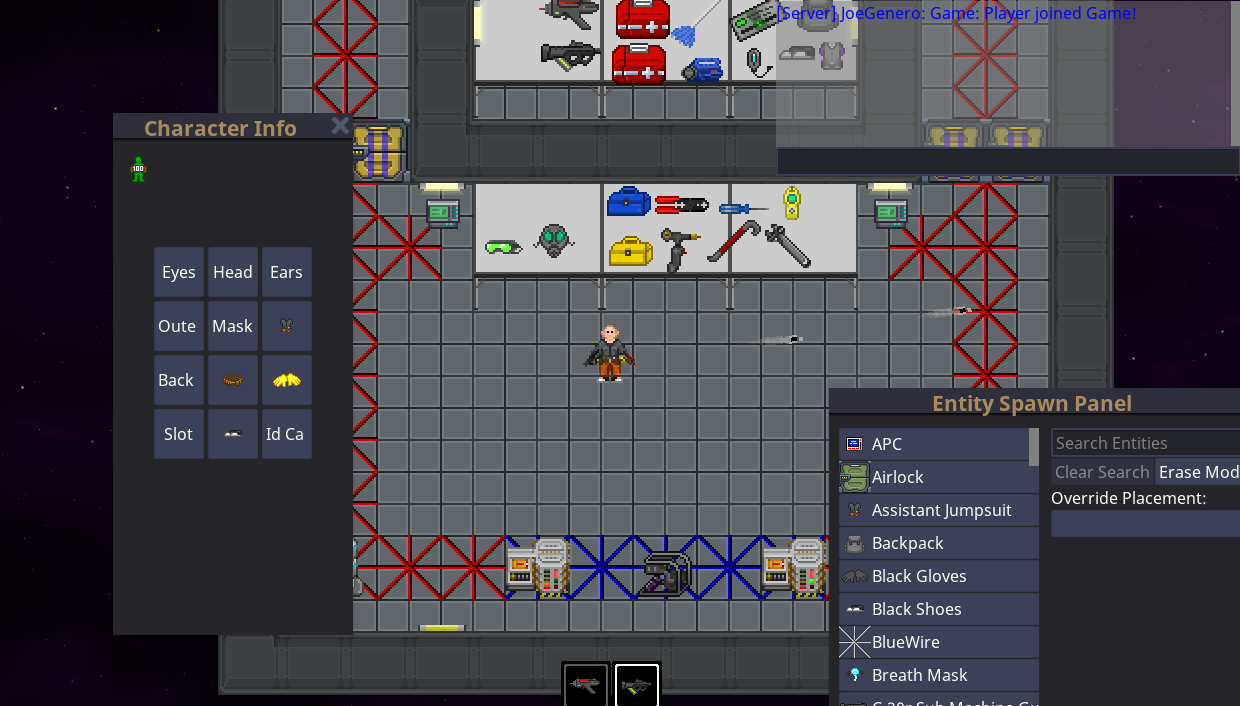 [Server] JoeGenero: Game: Player joined Game!
Character Info
100
Eyes Head Ears
Oute Mask
Back
Slot Id Ca
Entity Spawn Panel
APC
Airlock
Assistant Jumpsuit
Backpack
Black Gloves
Black Shoes
BlueWire
Breath Mask
Search Entities
Clear Search Erase Mod
Override Placement: